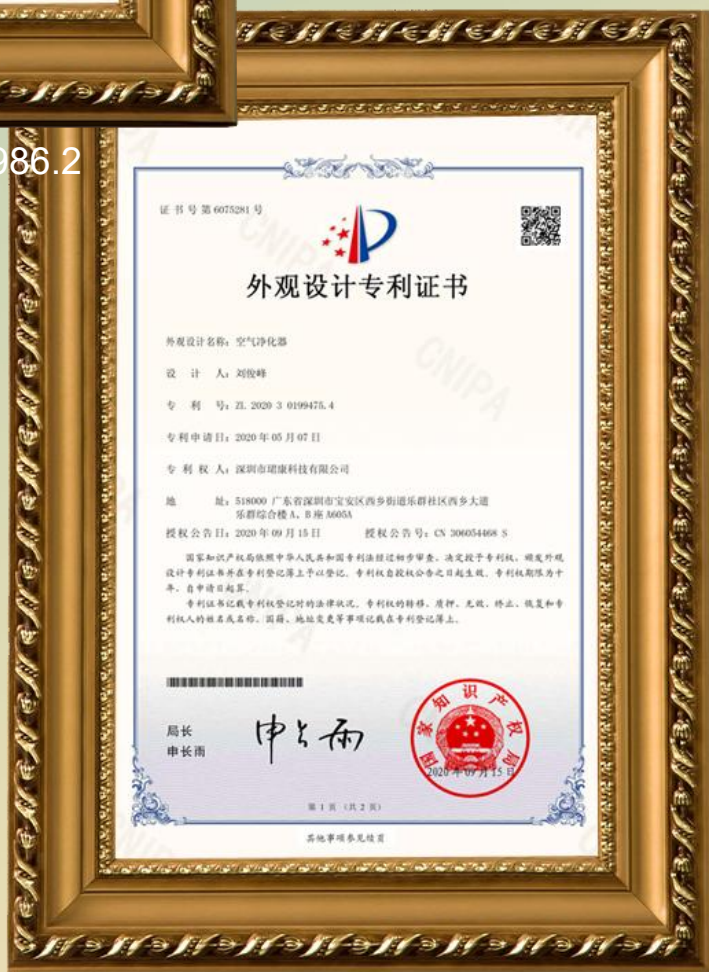 986.2
证书号第6075281号
外观设计专利证书
外观设计名称：空气净化器
设 计 人：刘俊峰
专 利 号：ZL 2020 3 0199475.4
专利申请日：2020年05月07日
专 利 权 人：深圳市珺康科技有限公司
地 址：518000 广东省深圳市宝安区西乡街道乐群社区西乡大道
乐群综合楼A、B座A605A
授权公告日：2020年09月15日 授权公告号：CN 306054468 S
国家知识产权局依照中华人民共和国专利法经过初步审查，决定授予专利权，颁发外观
设计专利证书并在专利登记簿上予以登记。专利权自授权公告之日起生效。专利权期限为十
年，自申请日起算。
专利证书记载专利权登记时的法律状况。专利权的转移、质押、无效、终止、恢复和专
利权人的姓名或名称、国籍、地址变更等事项记载在专利登记簿上。
局长
申长雨
申长雨
国家知识产权局
2020年09月15日
第 1 页 （共 2 页）
其他事项参见续页
CNIPA
CNIPA